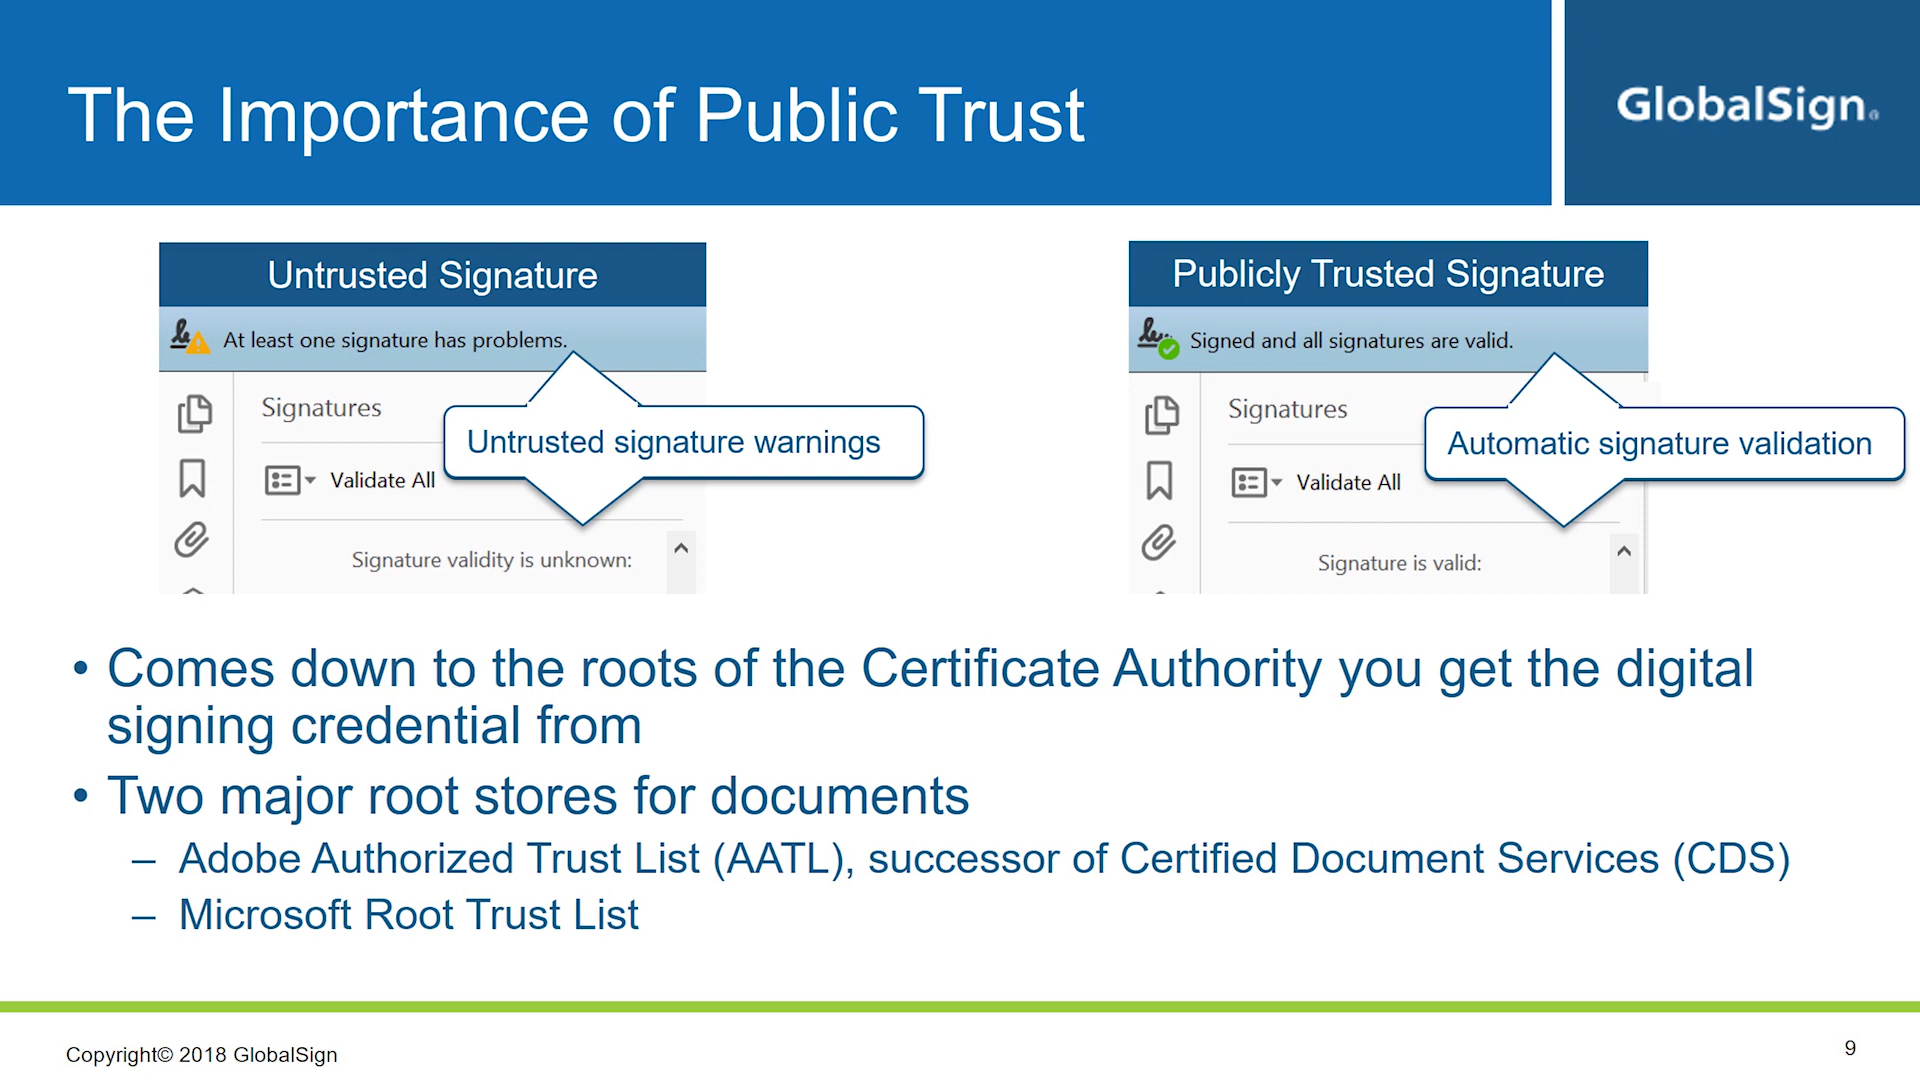 The Importance of Public Trust
GlobalSign®
Untrusted Signature
At least one signature has problems.
Signatures
Untrusted signature warnings
Validate All
Signature validity is unknown:
Publicly Trusted Signature
Signed and all signatures are valid.
Signatures
Automatic signature validation
Validate All
Signature is valid:
• Comes down to the roots of the Certificate Authority you get the digital
signing credential from
• Two major root stores for documents
– Adobe Authorized Trust List (AATL), successor of Certified Document Services (CDS)
– Microsoft Root Trust List
Copyright© 2018 GlobalSign
9